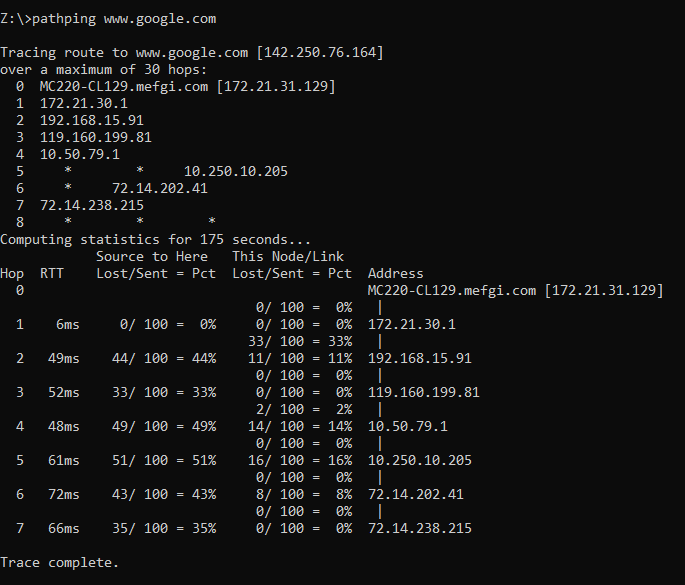 Z:\>pathping www.google.com

Tracing route to www.google.com [142.250.76.164]
over a maximum of 30 hops:
  0  MC220-CL129.mefgi.com [172.21.31.129]
  1  172.21.30.1
  2  192.168.15.91
  3  119.160.199.81
  4  10.50.79.1
  5     *        *     10.250.10.205
  6     *     72.14.202.41
  7  72.14.238.215
  8     *        *        *
Computing statistics for 175 seconds...
            Source to Here   This Node/Link
Hop  RTT    Lost/Sent = Pct  Lost/Sent = Pct  Address
  0                                           MC220-CL129.mefgi.com [172.21.31.129]
                                0/ 100 =  0%   |
  1    6ms     0/ 100 =  0%     0/ 100 =  0%  172.21.30.1
                               33/ 100 = 33%   |
  2   49ms    44/ 100 = 44%    11/ 100 = 11%  192.168.15.91
                                0/ 100 =  0%   |
  3   52ms    33/ 100 = 33%     0/ 100 =  0%  119.160.199.81
                                2/ 100 =  2%   |
  4   48ms    49/ 100 = 49%    14/ 100 = 14%  10.50.79.1
                                0/ 100 =  0%   |
  5   61ms    51/ 100 = 51%    16/ 100 = 16%  10.250.10.205
                                0/ 100 =  0%   |
  6   72ms    43/ 100 = 43%     8/ 100 =  8%  72.14.202.41
                                0/ 100 =  0%   |
  7   66ms    35/ 100 = 35%     0/ 100 =  0%  72.14.238.215

Trace complete.